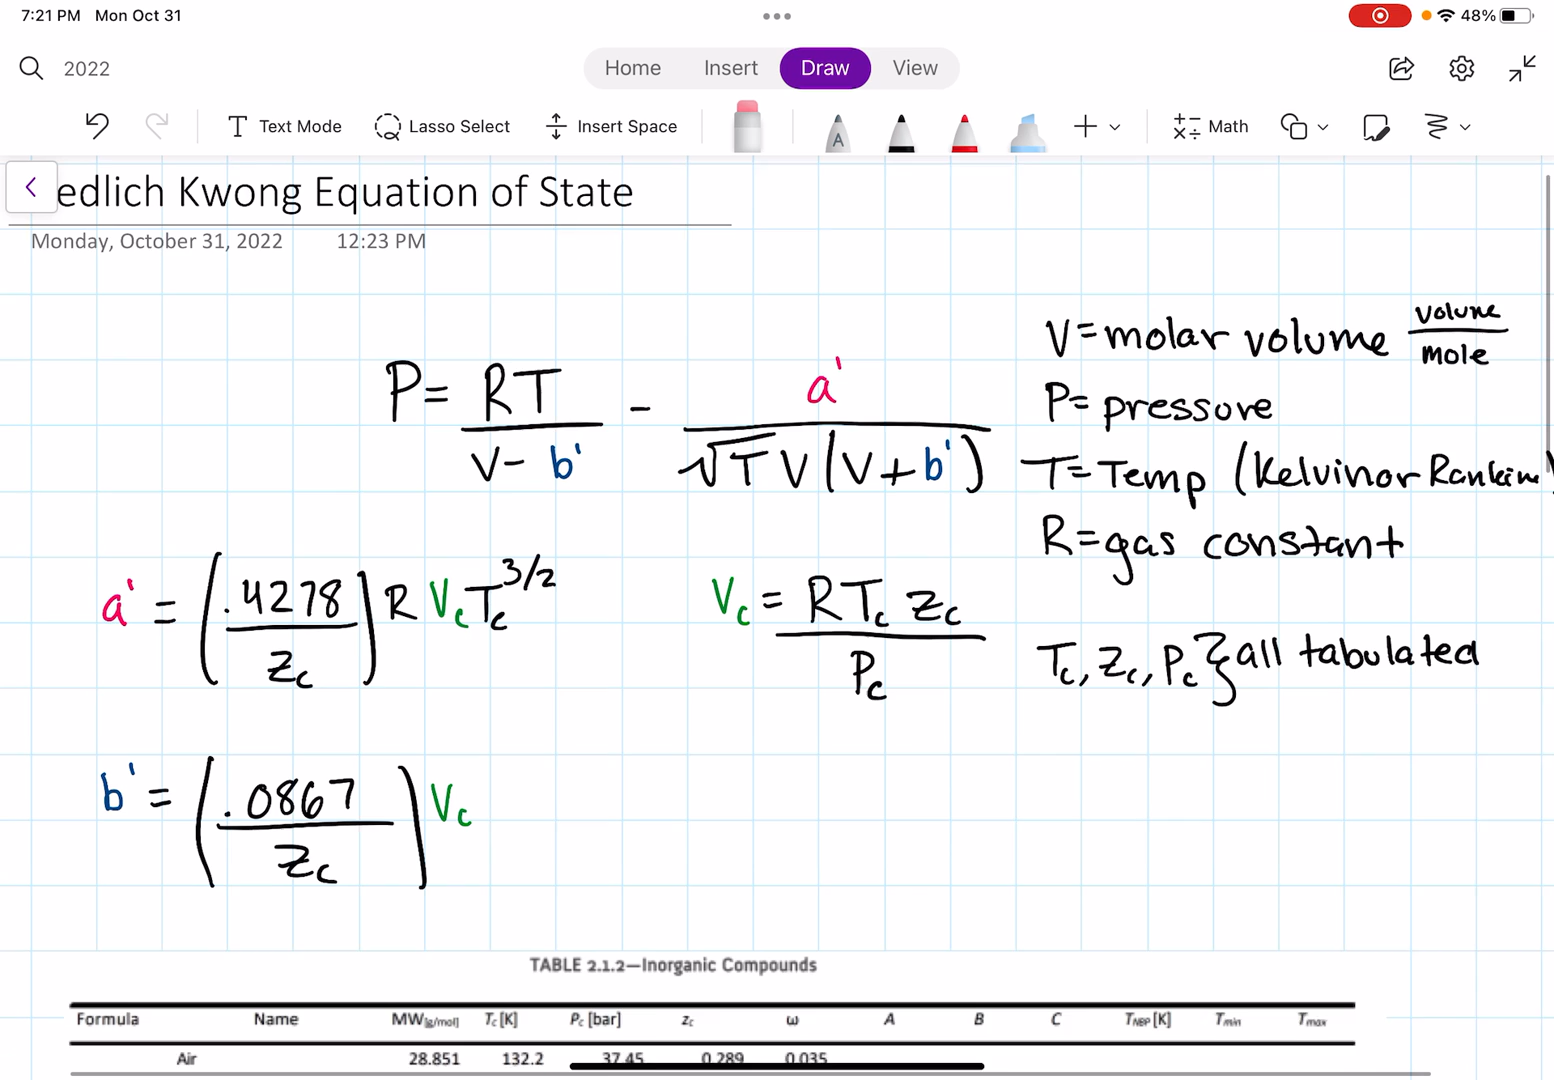 7:21 PM Mon Oct 31
48%
2022
Home Insert Draw View
Text Mode Lasso Select Insert Space A Math
edlich Kwong Equation of State
Monday, October 31, 2022 12:23 PM
V = molar volume volume/mole
P = RT/(V - b') - a'/(√T V (V + b'))
P = pressure
T = Temp (Kelvin or Rankine)
R = gas constant
a' = (.4278/Zc) R Vc Tc^3/2
Vc = R Tc Zc/Pc
Tc, Zc, Pc } all tabulated
b' = (.0867/Zc) Vc
TABLE 2.1.2—Inorganic Compounds
Formula Name MW[g/mol] Tc [K] Pc [bar] zc ω A B C TNBP [K] Tmin Tmax
Air 28.851 132.2 37.45 0.289 0.035